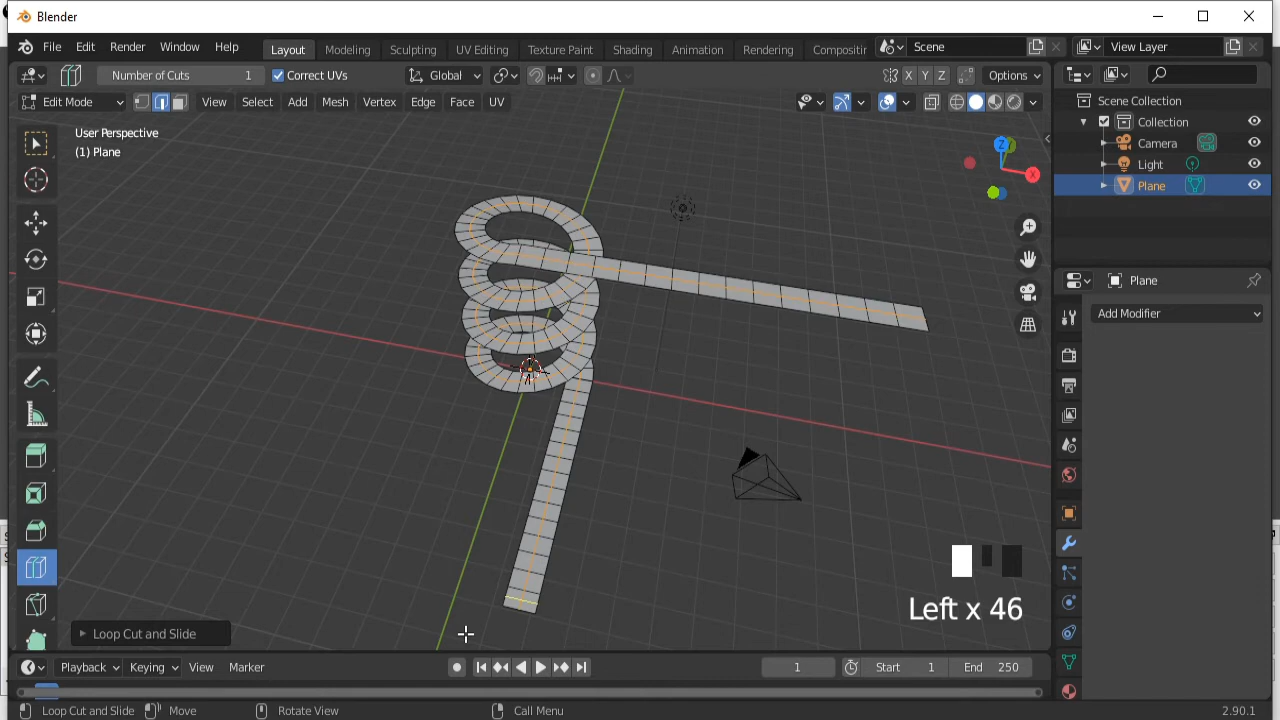 Blender
File Edit Render Window Help
Layout Modeling Sculpting UV Editing Texture Paint Shading Animation Rendering Compositin
Scene
View Layer
Number of Cuts 1
Correct UVs
Global
Options
Edit Mode
View Select Add Mesh Vertex Edge Face UV
User Perspective
(1) Plane
X Y Z
Z
X
Scene Collection
Collection
Camera
Light
Plane
Plane
Add Modifier
Left x 46
Loop Cut and Slide
Playback Keying View Marker
1
Start 1
End 250
Loop Cut and Slide
Move
Rotate View
Call Menu
2.90.1